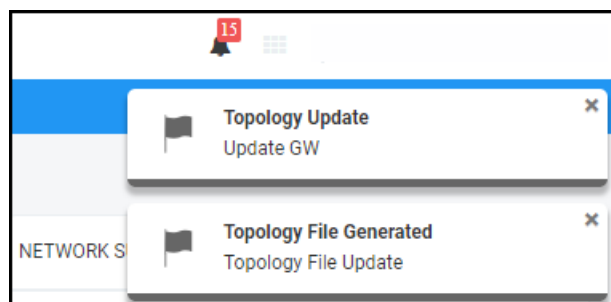 15
Topology Update
Update GW
Topology File Generated
NETWORK S
Topology File Update